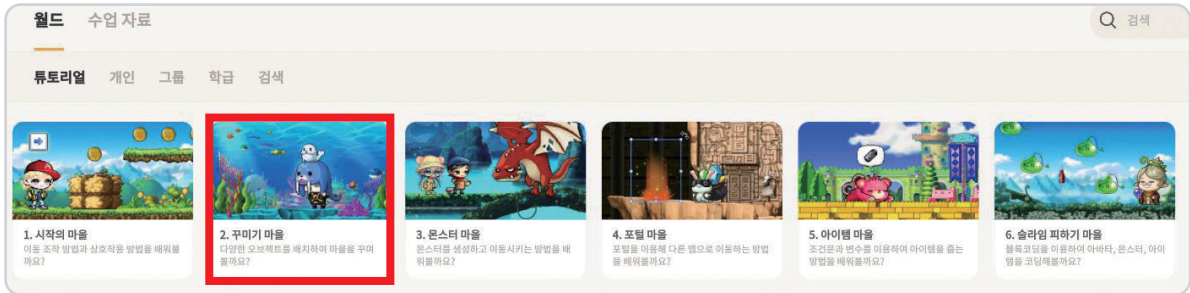 월드 수업 자료 검색
튜토리얼 개인 그룹 학급 검색
1. 시작의 마을
이동 조작 방법과 상호작용 방법을 배워볼
까요?
2. 꾸미기 마을
다양한 오브젝트를 배치하여 마을을 꾸며
볼까요?
3. 몬스터 마을
몬스터를 생성하고 이동시키는 방법을 배
워볼까요?
4. 포털 마을
포털을 이용해 다른 맵으로 이동하는 방법
을 배워볼까요?
5. 아이템 마을
조건문과 변수를 이용하여 아이템을 줍는
방법을 배워볼까요?
6. 슬라임 피하기 마을
블록코딩을 이용하여 아바타, 몬스터, 아이
템을 코딩해볼까요?